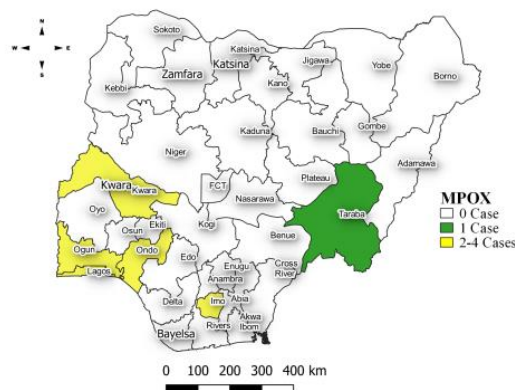 N
W E
S
Sokoto
Katsina
Katsina
Zamfara
Jigawa
Yobe
Borno
Kebbi
Kano
Gombe
Kaduna
Bauchi
Adamawa
Niger
Plateau
Kwara
Kwara
FCT
Nasarawa
Taraba
Oyo
Kogi
Ekiti
Osun
Benue
Ogun
Ondo
Edo
Lagos
Enugu
Cross
River
Anambra
Delta
Imo
Abia
Rivers
Akwa
Ibom
Bayelsa
MPOX
0 Case
1 Case
2-4 Cases
0 100 200 300 400 km